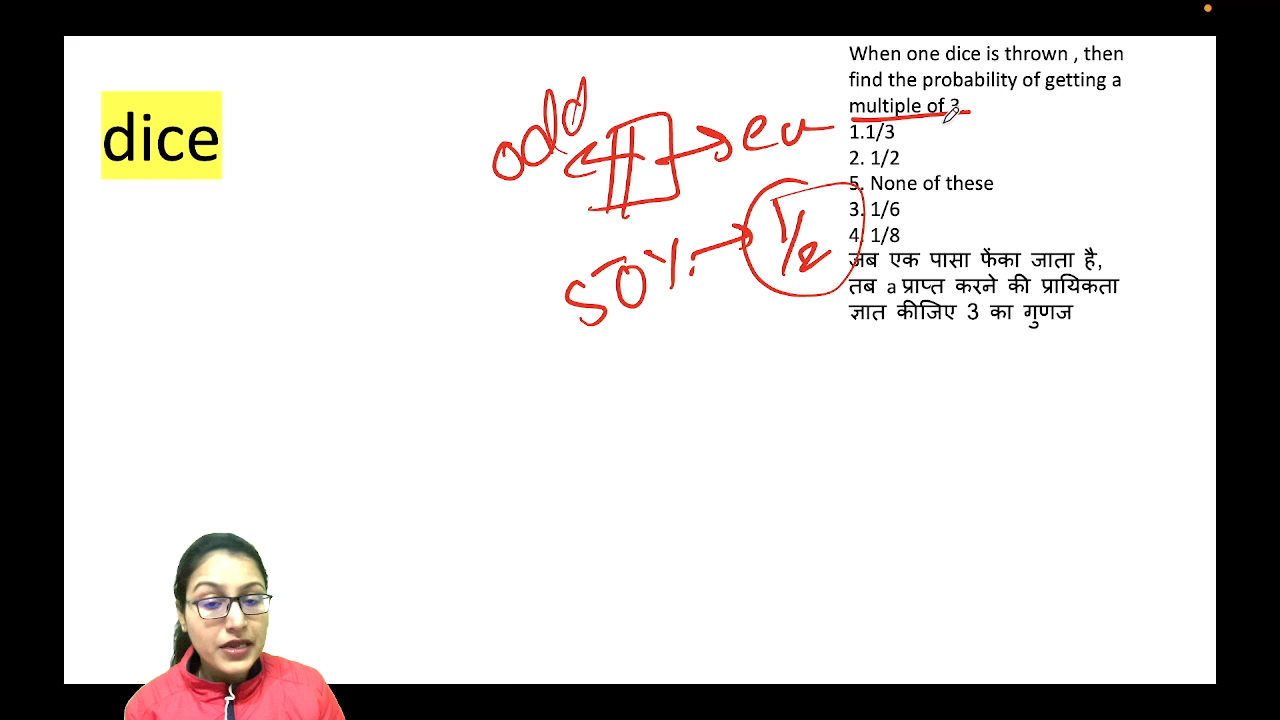 dice
odd
ev
50%
1/2
When one dice is thrown , then
find the probability of getting a
multiple of 3
1.1/3
2. 1/2
5. None of these
3. 1/6
4. 1/8
जब एक पासा फेंका जाता है,
तब a प्राप्त करने की प्रायिकता
ज्ञात कीजिए 3 का गुणज